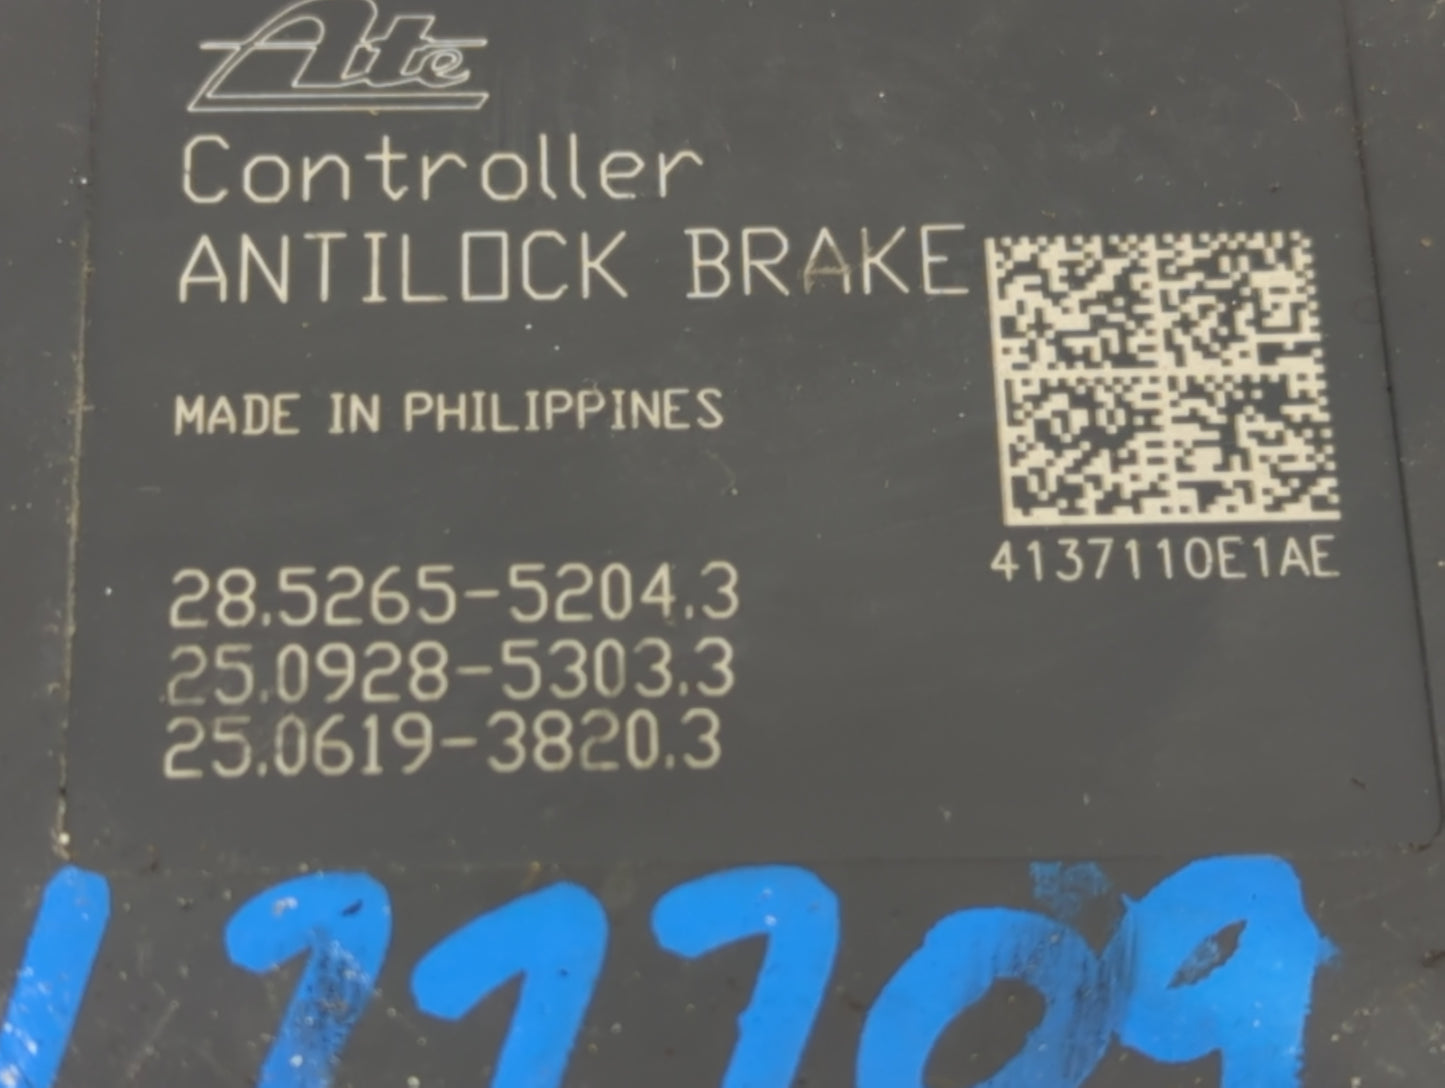 Ate
Controller
ANTILOCK BRAKE
MADE IN PHILIPPINES
4137110E1AE
28.5265-5204.3
25.0928-5303.3
25.0619-3820.3